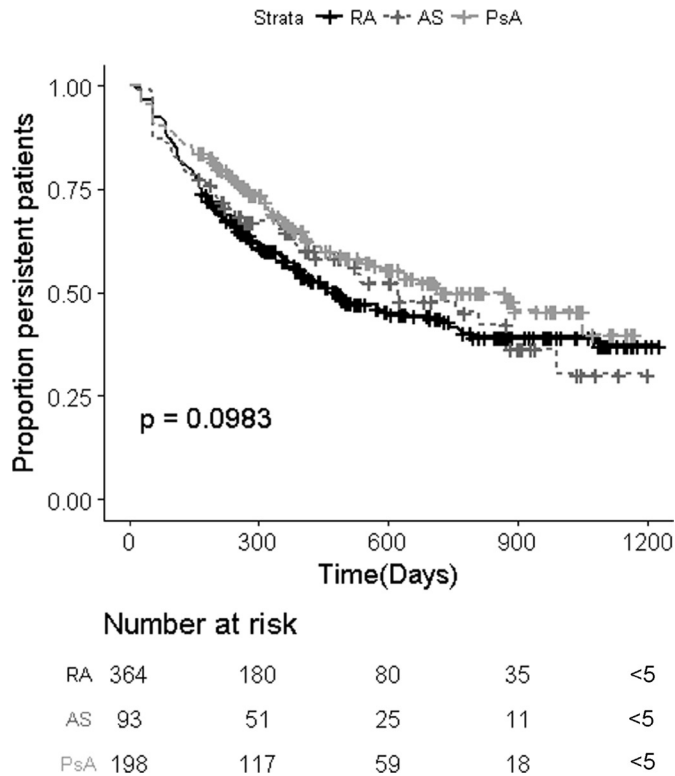 Strata RA AS PsA
Proportion persistent patients
1.00
0.75
0.50
0.25
0.00
p = 0.0983
0 300 600 900 1200
Time(Days)
Number at risk
RA 364 180 80 35 <5
AS 93 51 25 11 <5
PsA 198 117 59 18 <5